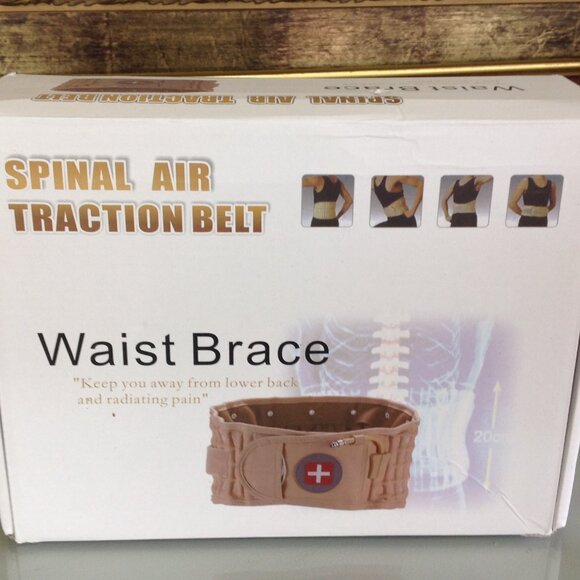 Waist Brace
SPINAL AIR TRACTION BELT
SPINAL AIR
TRACTION BELT
Waist Brace
"Keep you away from lower back
and radiating pain"